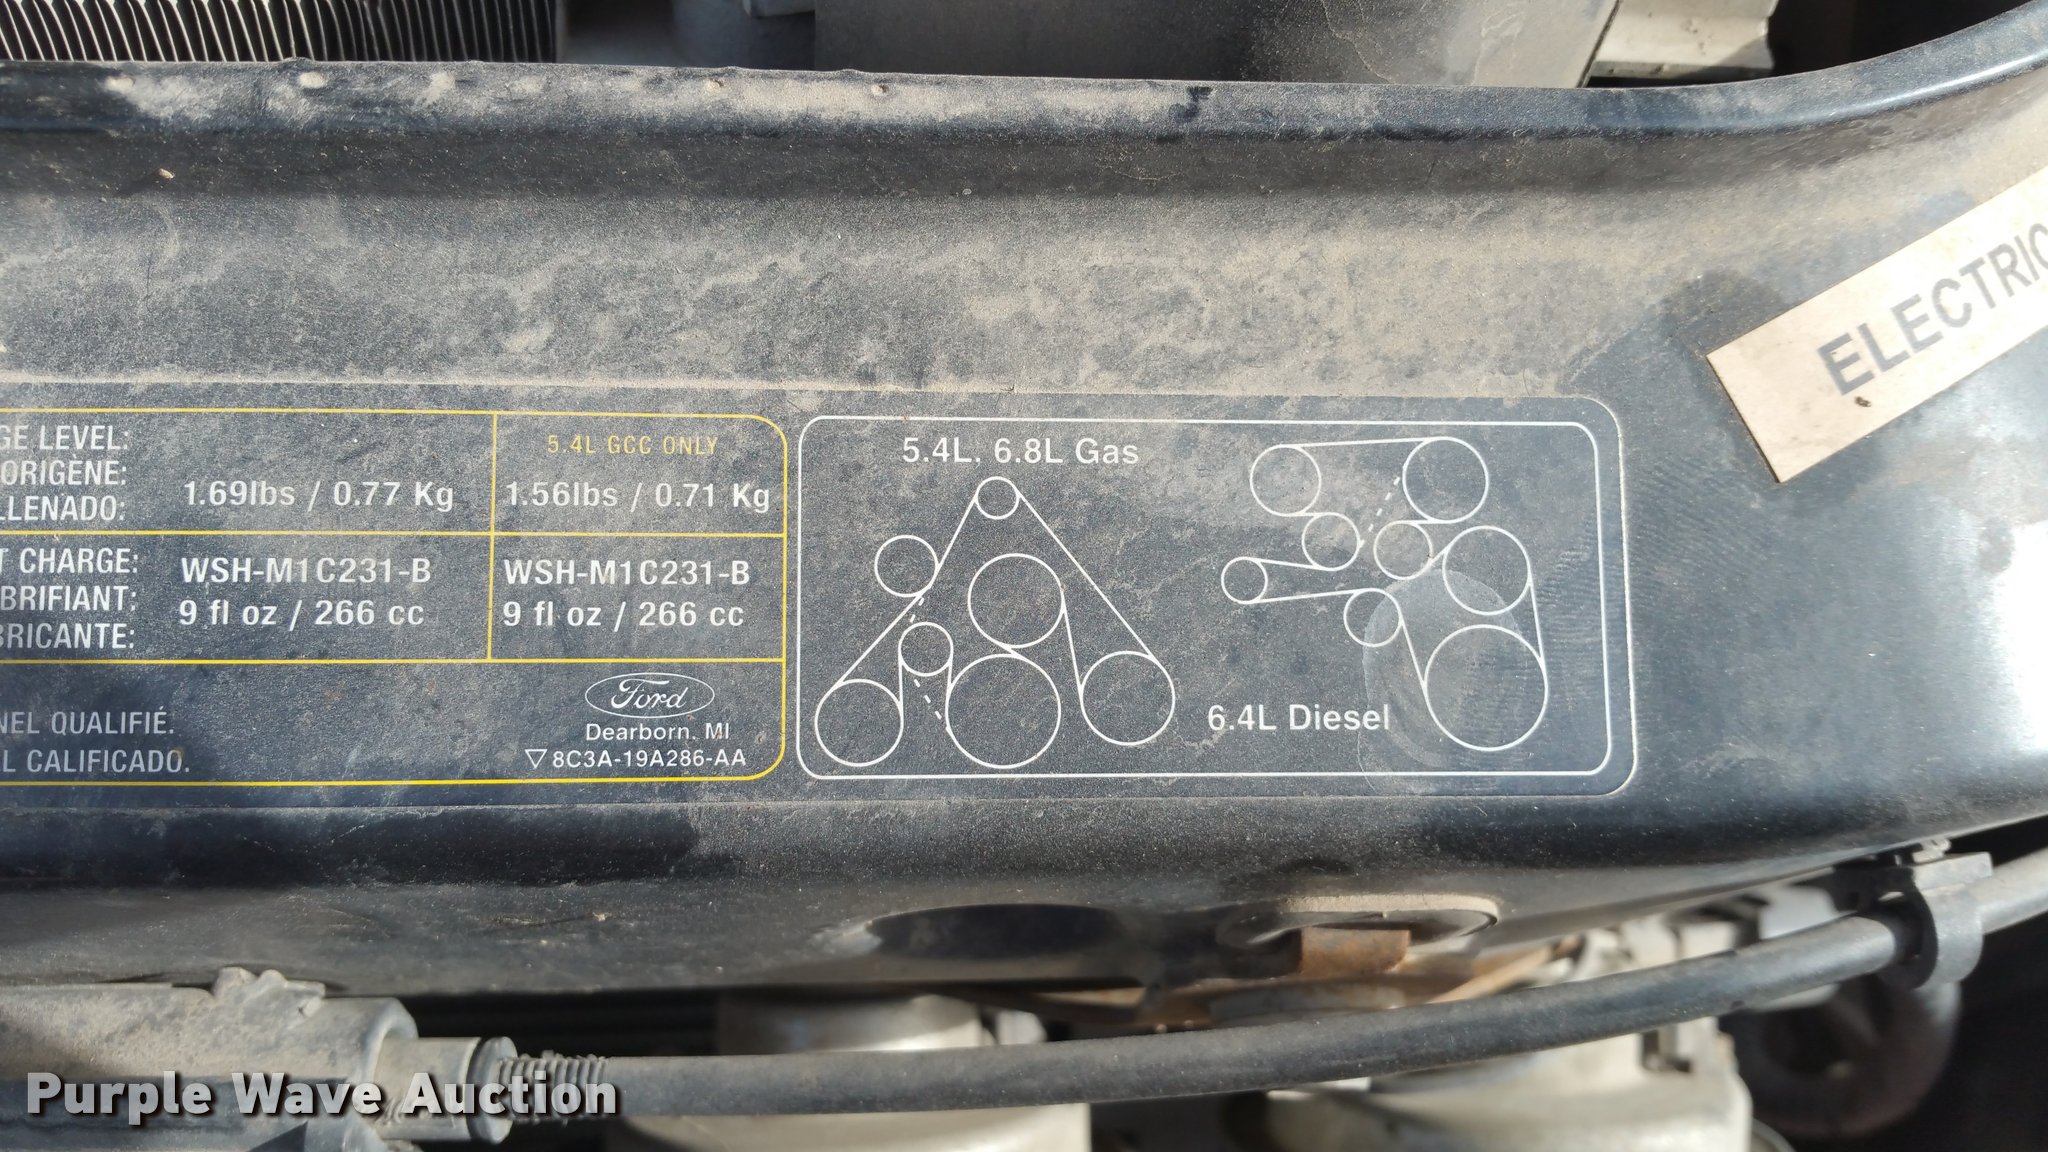 GE LEVEL:
ORIGÈNE:
LLENADO:
1.69lbs / 0.77 Kg
5.4L GCC ONLY
1.56lbs / 0.71 Kg
T CHARGE:
BRIFIANT:
BRICANTE:
WSH-M1C231-B
9 fl oz / 266 cc
WSH-M1C231-B
9 fl oz / 266 cc
NEL QUALIFIÉ.
L CALIFICADO.
Ford
Dearborn, MI
8C3A-19A286-AA
5.4L, 6.8L Gas
6.4L Diesel
ELECTRIC
Purple Wave Auction